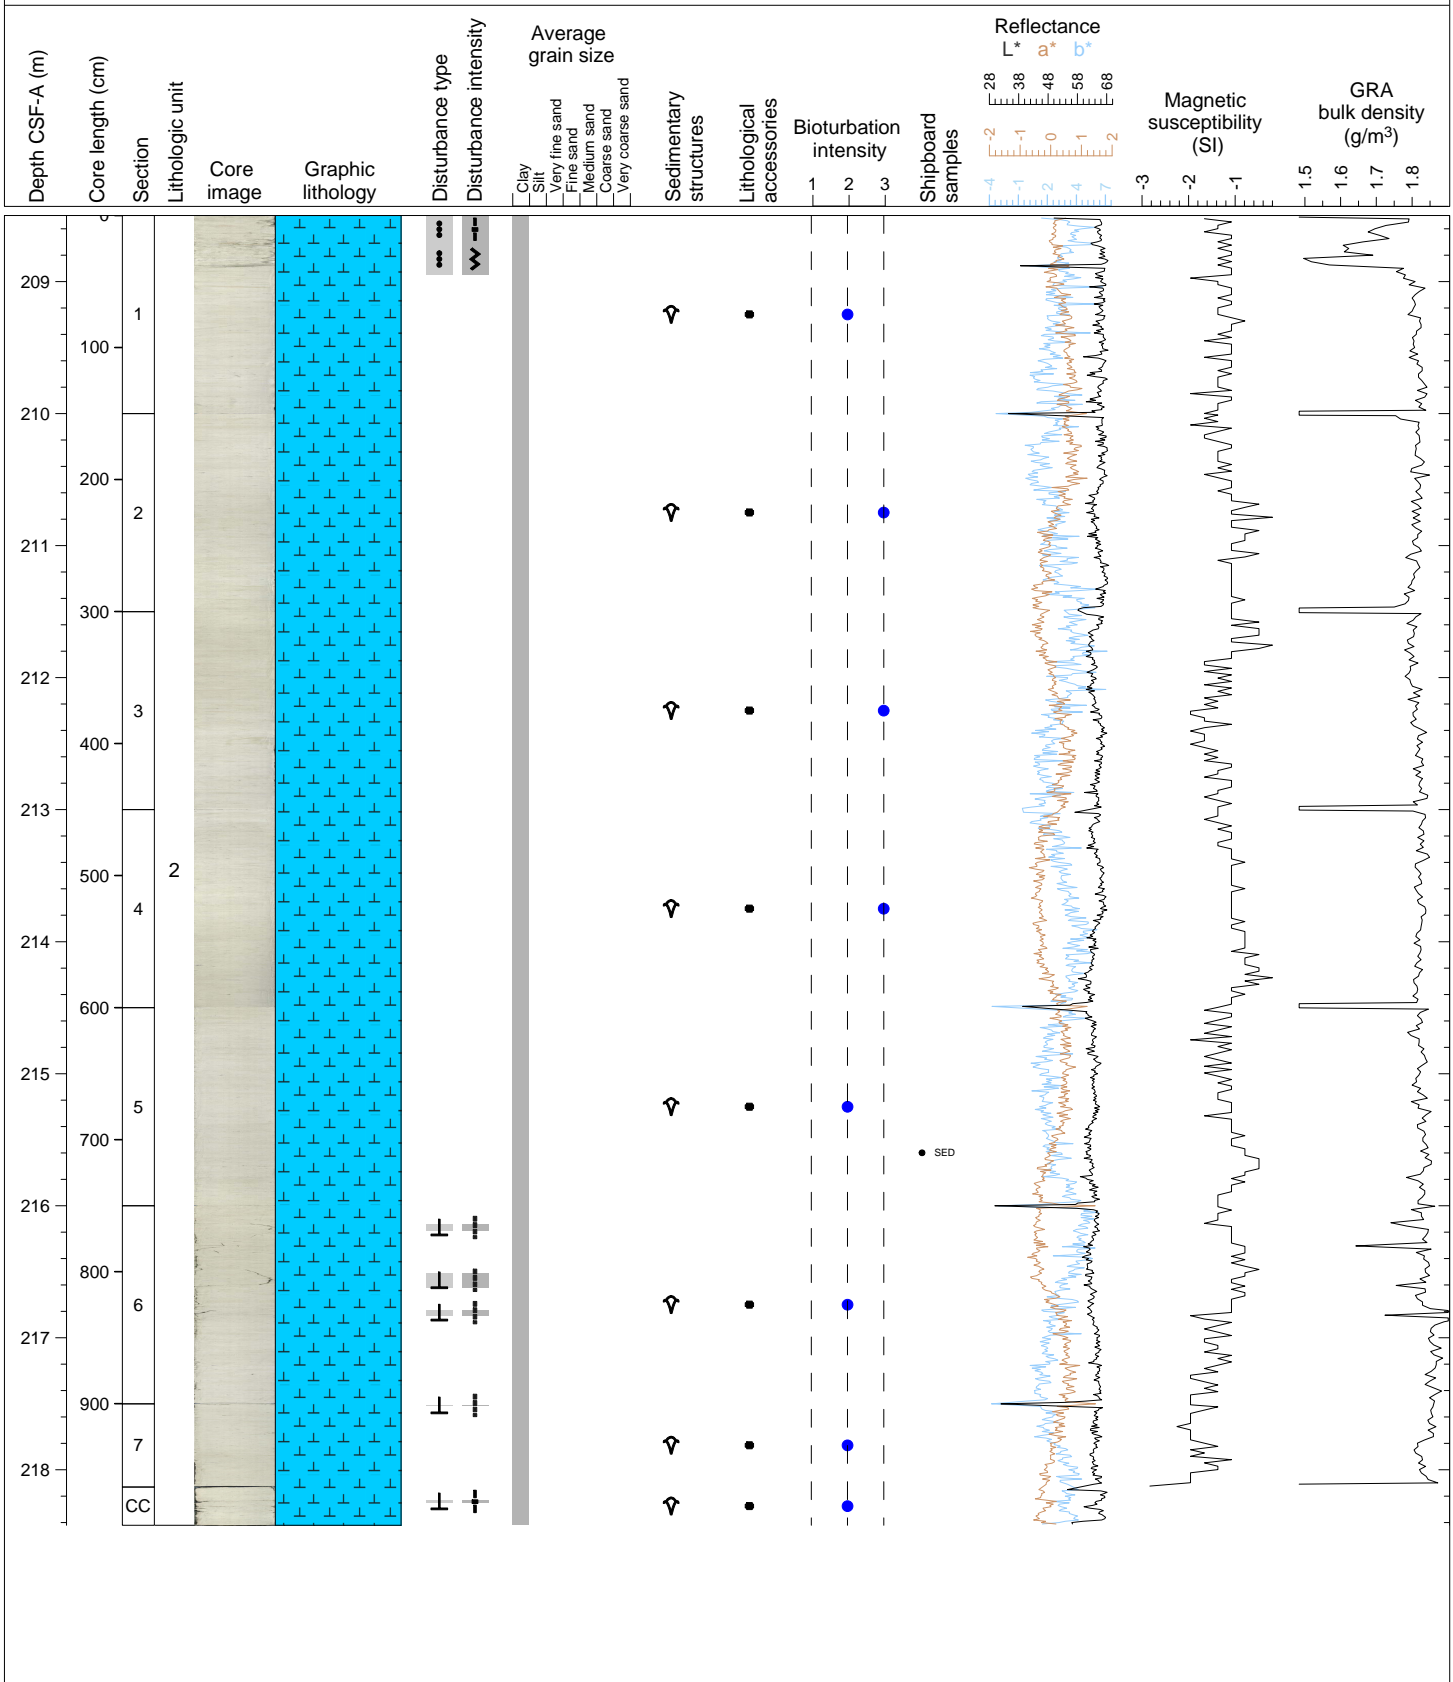 Depth CSF-A (m)
Core length (cm)
Section
Lithologic unit
Core
image
Graphic
lithology
Disturbance type
Disturbance intensity
Average
grain size
Clay
Silt
Very fine sand
Fine sand
Medium sand
Coarse sand
Very coarse sand
Sedimentary
structures
Lithological
accessories
Bioturbation
intensity
1 2 3
Shipboard
samples
Reflectance
L* a* b*
28 38 48 58 68
-2 -1 0 1 2
-4 -1 2 4 7
Magnetic
susceptibility
(SI)
-3 -2 -1
GRA
bulk density
(g/m3)
1.5 1.6 1.7 1.8
0
209
1
100
210
200
2
211
300
212
3
400
213
2
500
4
214
600
215
5
700
SED
216
800
6
217
900
7
218
CC